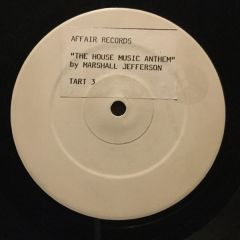 AFFAIR RECORDS
"THE HOUSE MUSIC ANTHEM"
by MARSHALL JEFFERSON
TART 3